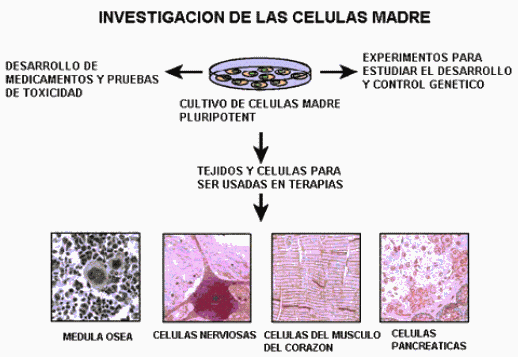 INVESTIGACION DE LAS CELULAS MADRE
DESARROLLO DE
MEDICAMENTOS Y PRUEBAS
DE TOXICIDAD
EXPERIMENTOS PARA
ESTUDIAR EL DESARROLLO
Y CONTROL GENETICO
CULTIVO DE CELULAS MADRE
PLURIPOTENT
TEJIDOS Y CELULAS PARA
SER USADAS EN TERAPIAS
MEDULA OSEA
CELULAS NERVIOSAS
CELULAS DEL MUSCULO
DEL CORAZON
CELULAS
PANCREATICAS